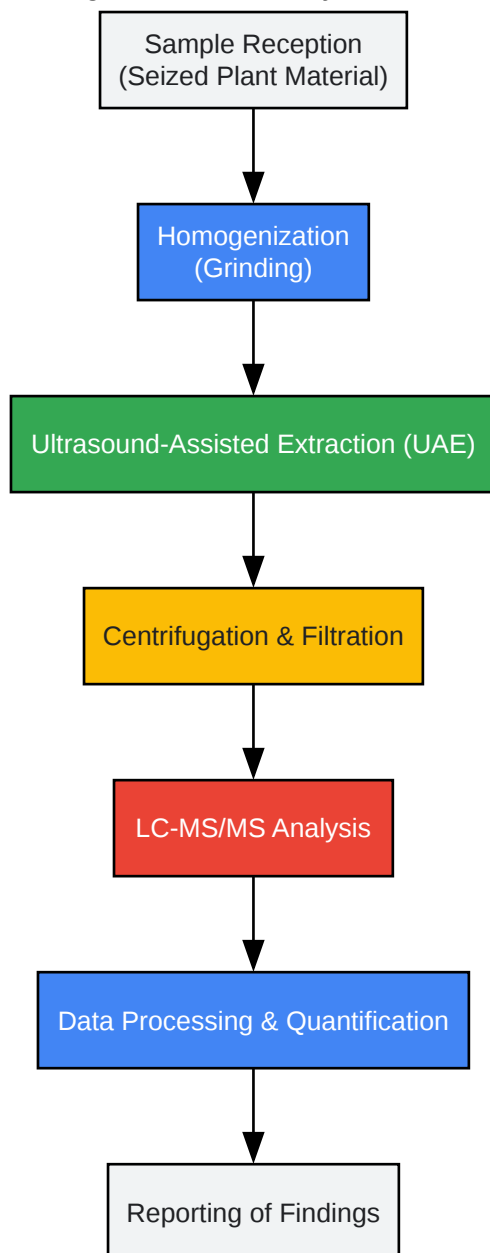 Sample Reception
(Seized Plant Material)
Homogenization
(Grinding)
Ultrasound-Assisted Extraction (UAE)
Centrifugation & Filtration
LC-MS/MS Analysis
Data Processing & Quantification
Reporting of Findings